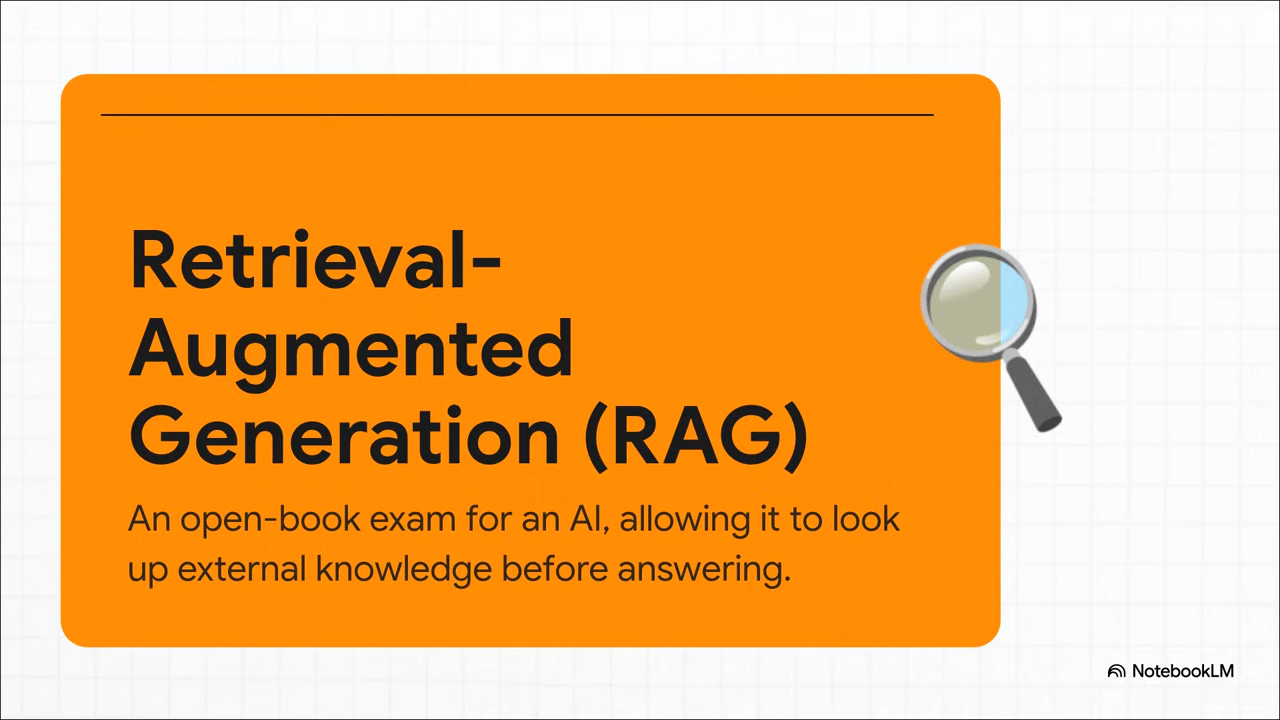 Retrieval-
Augmented
Generation (RAG)
An open-book exam for an AI, allowing it to look
up external knowledge before answering.
NotebookLM